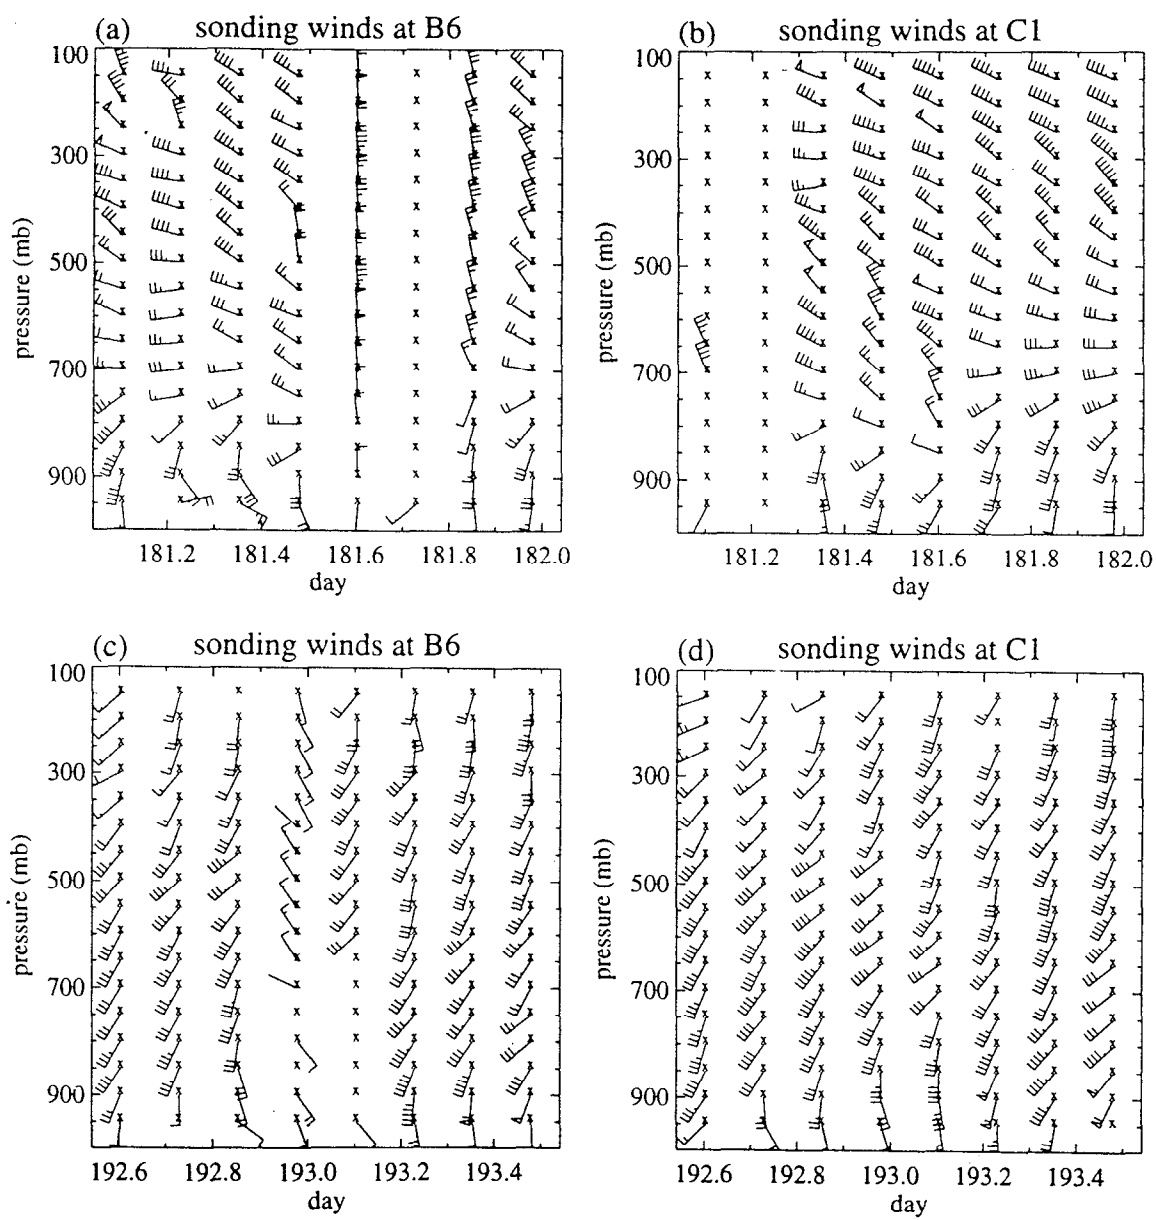 (a) sonding winds at B6
100
300
500
700
900
pressure (mb)
181.2 181.4 181.6 181.8 182.0
day
(b) sonding winds at C1
100
300
500
700
900
pressure (mb)
181.2 181.4 181.6 181.8 182.0
day
(c) sonding winds at B6
100
300
500
700
900
pressure (mb)
192.6 192.8 193.0 193.2 193.4
day
(d) sonding winds at C1
100
300
500
700
900
pressure (mb)
192.6 192.8 193.0 193.2 193.4
day